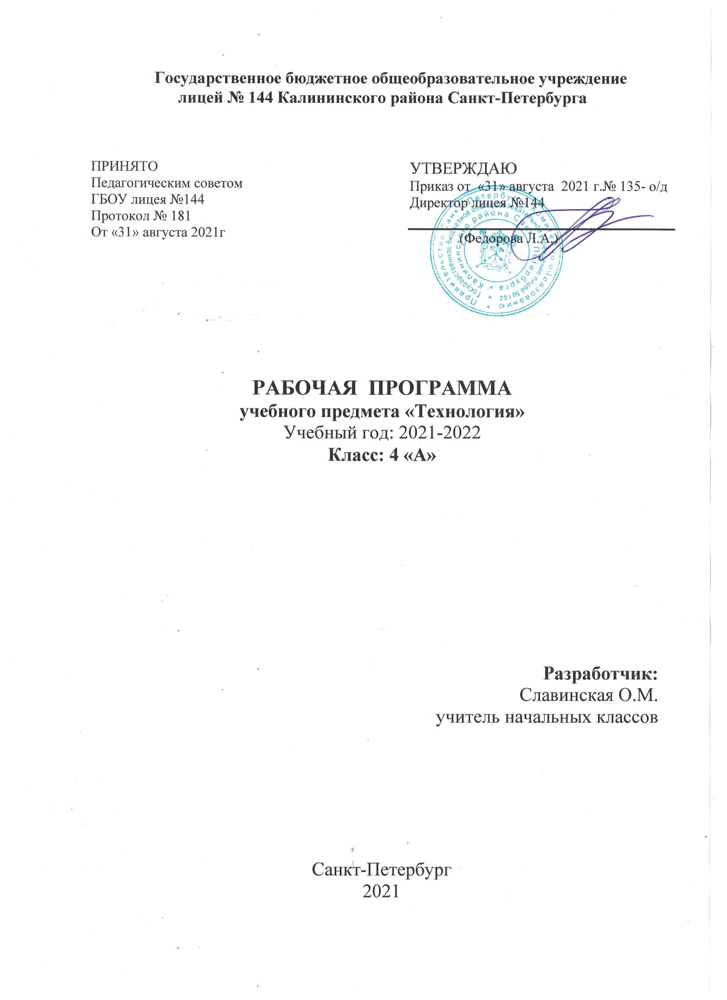 Государственное бюджетное общеобразовательное учреждение
лицей № 144 Калининского района Санкт-Петербурга
ПРИНЯТО
Педагогическим советом
ГБОУ лицея №144
Протокол № 181
От «31» августа 2021г
УТВЕРЖДАЮ
Приказ от «31» августа 2021 г.№ 135- о/д
Директор лицея №144
(Федорова Л.А.)
Правительство Санкт-Петербурга Комитет по образованию *
Государственное бюджетное общеобразовательное учреждение лицей №144 *
Калининского района Санкт-Петербурга *
РАБОЧАЯ ПРОГРАММА
учебного предмета «Технология»
Учебный год: 2021-2022
Класс: 4 «А»
Разработчик:
Славинская О.М.
учитель начальных классов
Санкт-Петербург
2021